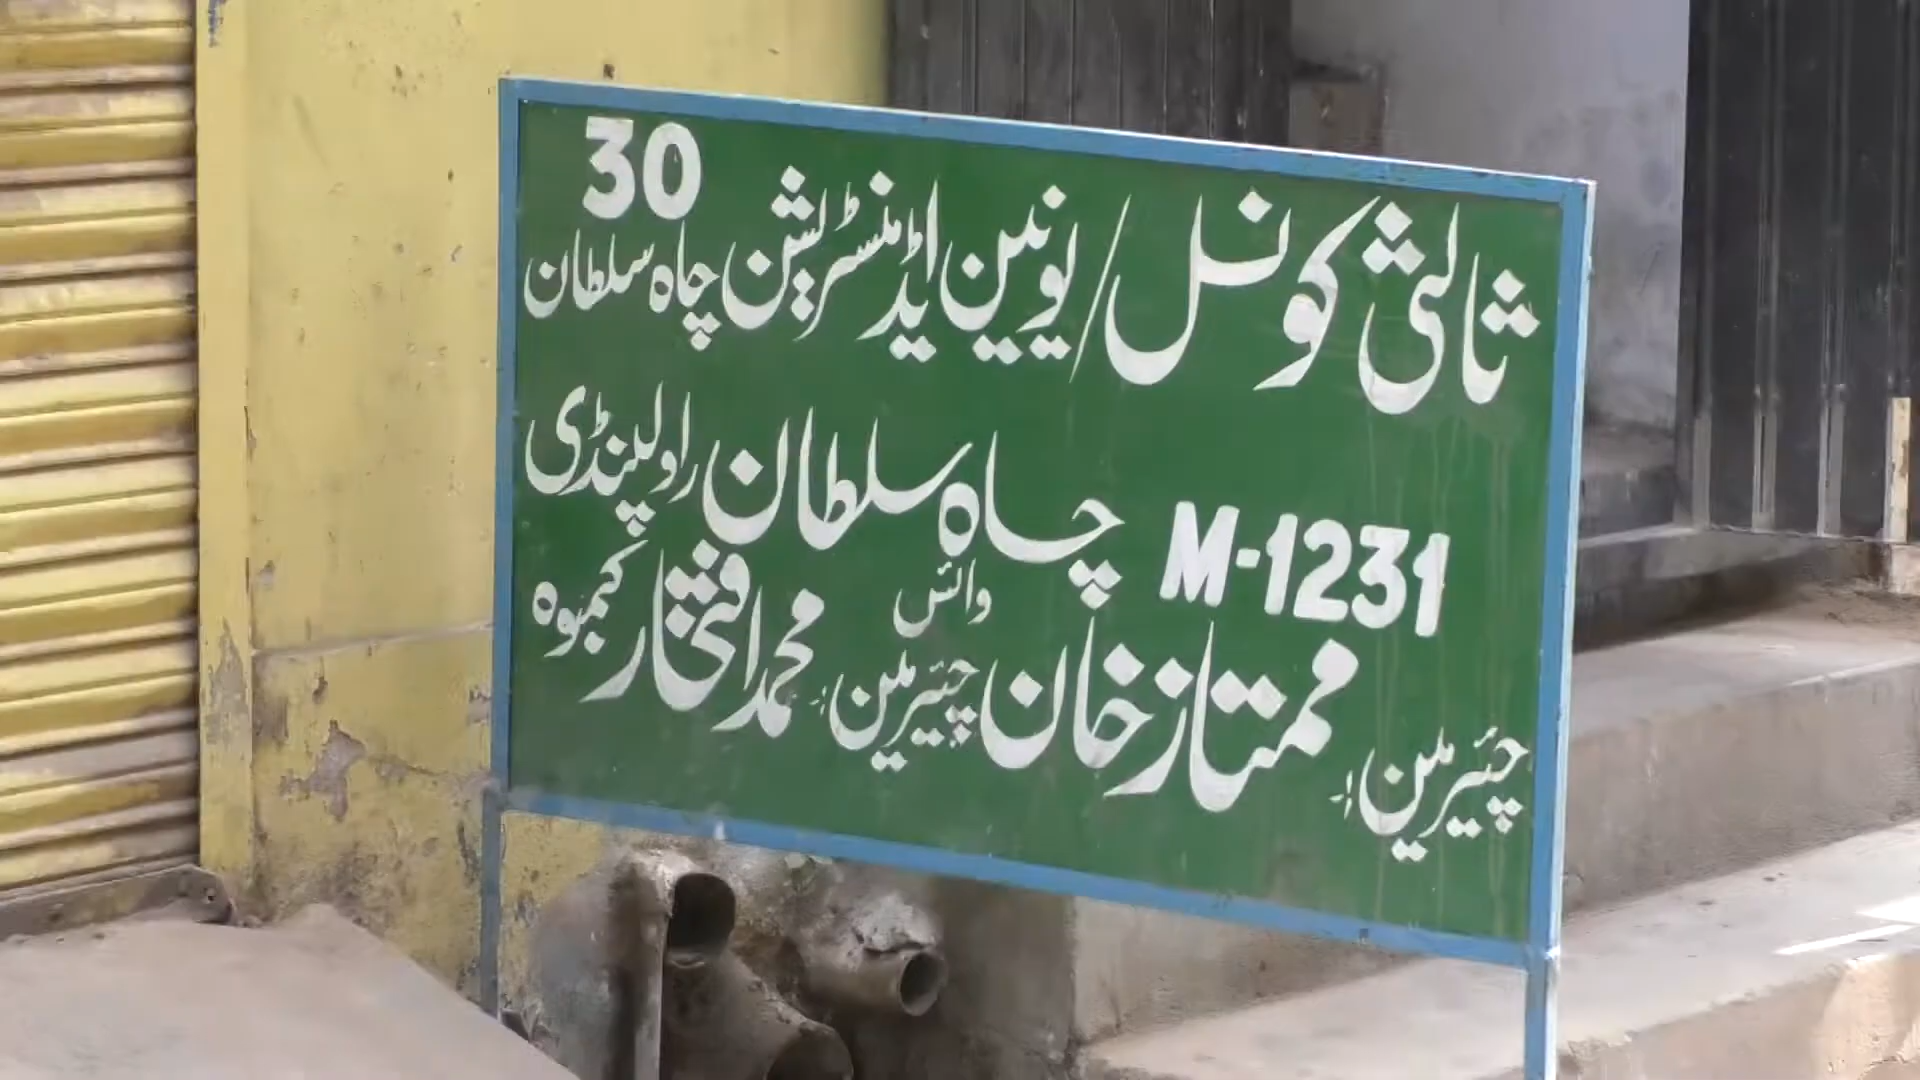 ثالثی کونسل/یونین ایڈمنسٹریشن چاہ سلطان 30
M-1231 چاہ سلطان راولپنڈی
چیئرمین: ممتاز خان وائس چیئرمین: محمد افتخار کمبوہ